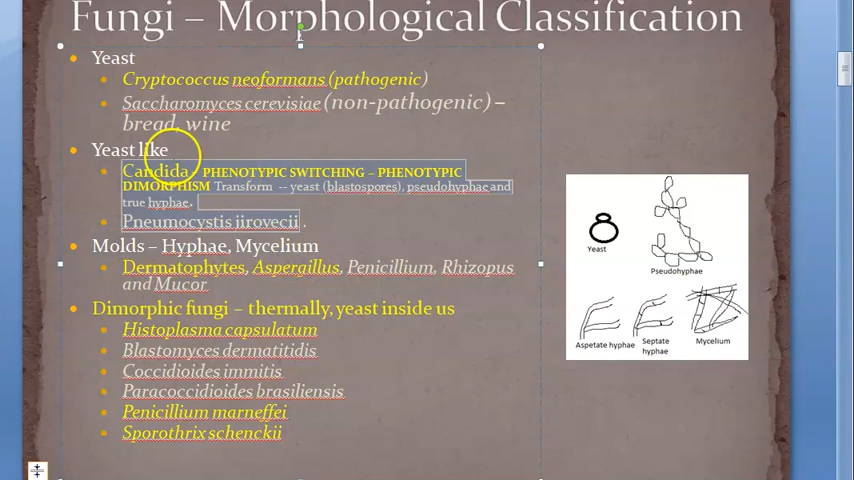 Fungi – Morphological Classification
Yeast
Cryptococcus neoformans (pathogenic)
Saccharomyces cerevisiae (non-pathogenic) –
bread, wine
Yeast like
Candida- PHENOTYPIC SWITCHING – PHENOTYPIC
DIMORPHISM Transform -- yeast (blastospores), pseudohyphae and
true hyphae.
Pneumocystis jirovecii .
Molds – Hyphae, Mycelium
Dermatophytes, Aspergillus, Penicillium, Rhizopus
and Mucor
Dimorphic fungi – thermally, yeast inside us
Histoplasma capsulatum
Blastomyces dermatitidis
Coccidioides immitis
Paracoccidioides brasiliensis
Penicillium marneffei
Sporothrix schenckii
Yeast
Pseudohyphae
Aspetate hyphae
Septate
hyphae
Mycelium